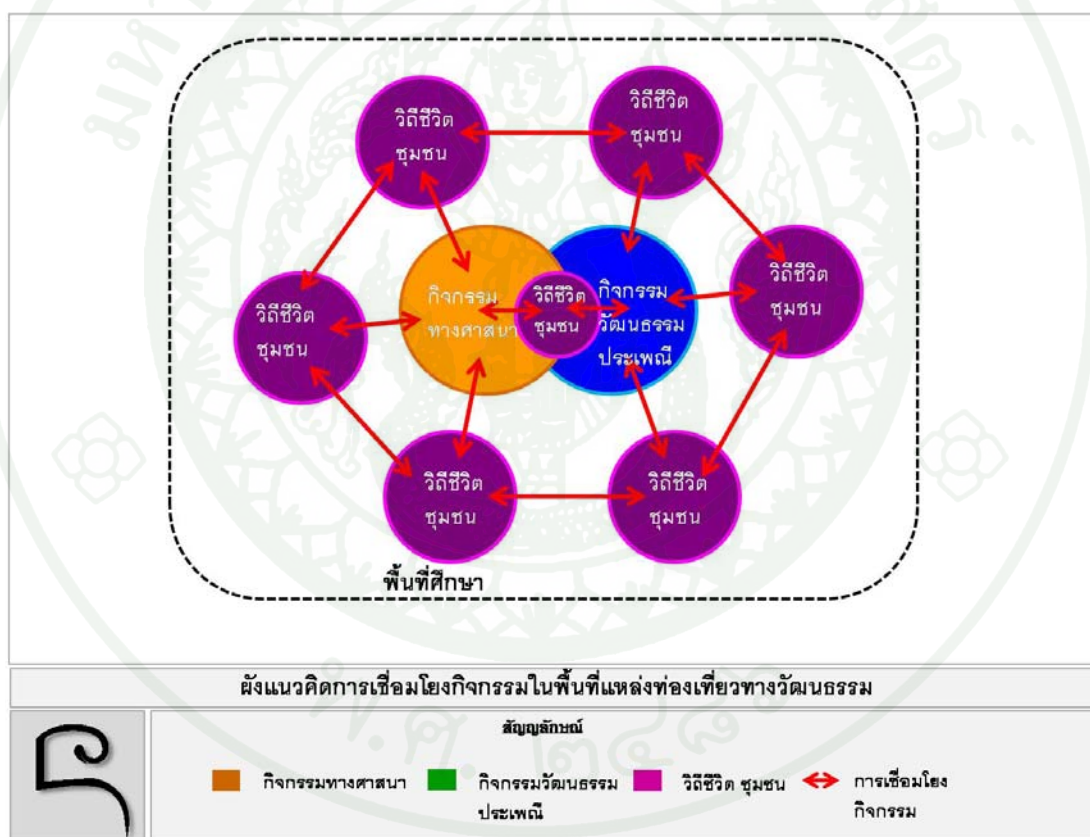 วิถีชีวิต
ชุมชน
วิถีชีวิต
ชุมชน
วิถีชีวิต
ชุมชน
กิจกรรม
ทางศาสนา
วิถีชีวิต
ชุมชน
กิจกรรม
วัฒนธรรม
ประเพณี
วิถีชีวิต
ชุมชน
วิถีชีวิต
ชุมชน
วิถีชีวิต
ชุมชน
พื้นที่ศึกษา
ผังแนวคิดการเชื่อมโยงกิจกรรมในพื้นที่แหล่งท่องเที่ยวทางวัฒนธรรม
สัญญลักษณ์
กิจกรรมทางศาสนา
กิจกรรมวัฒนธรรม
ประเพณี
วิถีชีวิต ชุมชน
การเชื่อมโยง
กิจกรรม
พ.ศ. ๒๔๘๖